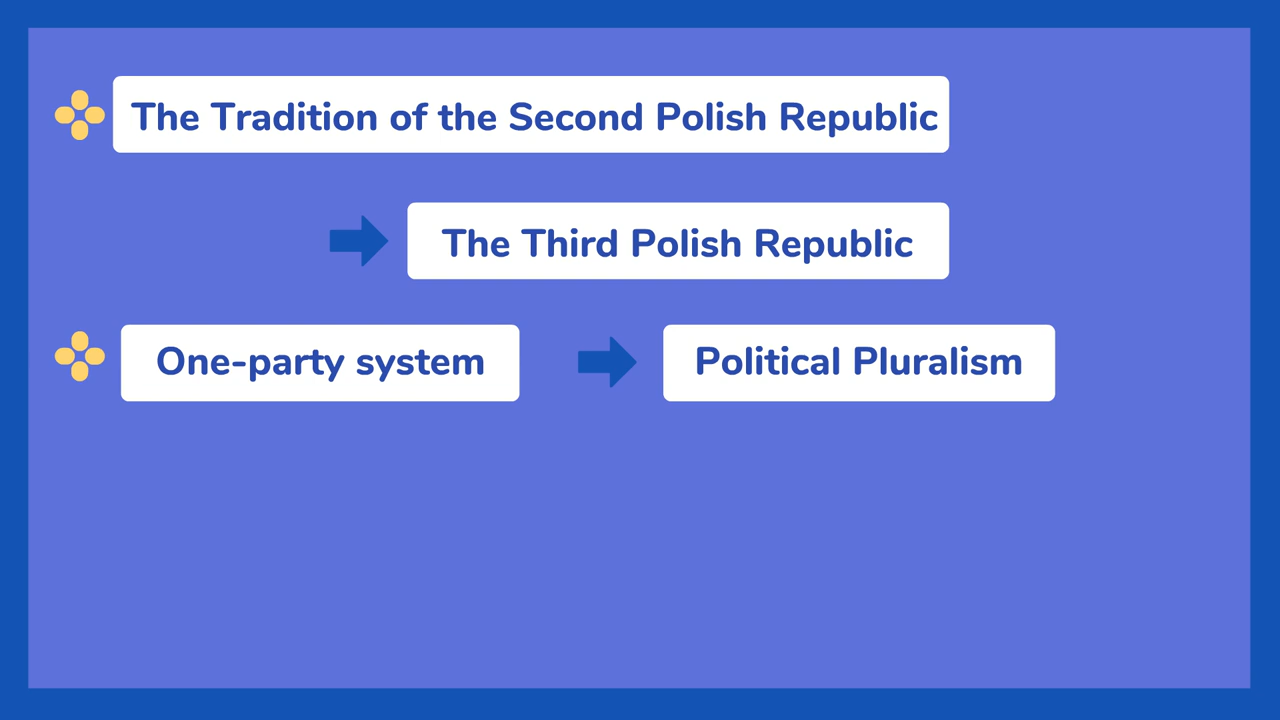 The Tradition of the Second Polish Republic
The Third Polish Republic
One-party system
Political Pluralism